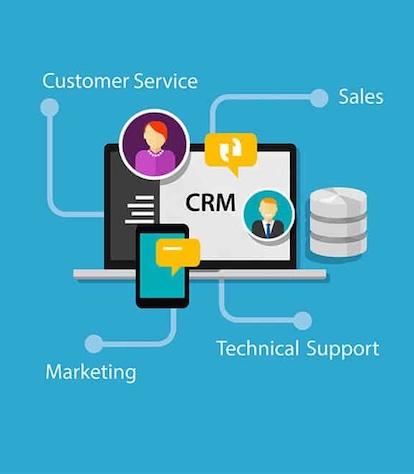 Customer Service
Sales
CRM
Technical Support
Marketing